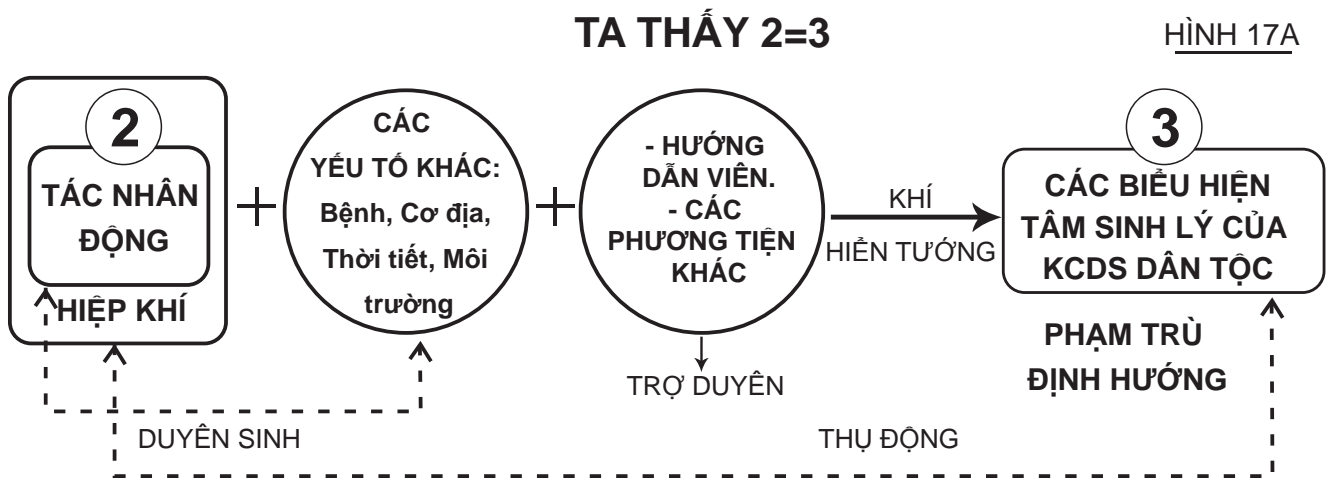 TA THẤY 2=3
HÌNH 17A
2
TÁC NHÂN
ĐỘNG
HIỆP KHÍ
+
CÁC
YẾU TỐ KHÁC:
Bệnh, Cơ địa,
Thời tiết, Môi
trường
+
- HƯỚNG
DẪN VIÊN.
- CÁC
PHƯƠNG TIỆN
KHÁC
KHÍ
HIỂN TƯỚNG
3
CÁC BIỂU HIỆN
TÂM SINH LÝ CỦA
KCDS DÂN TỘC
PHẠM TRÙ
ĐỊNH HƯỚNG
TRỢ DUYÊN
DUYÊN SINH
THỤ ĐỘNG